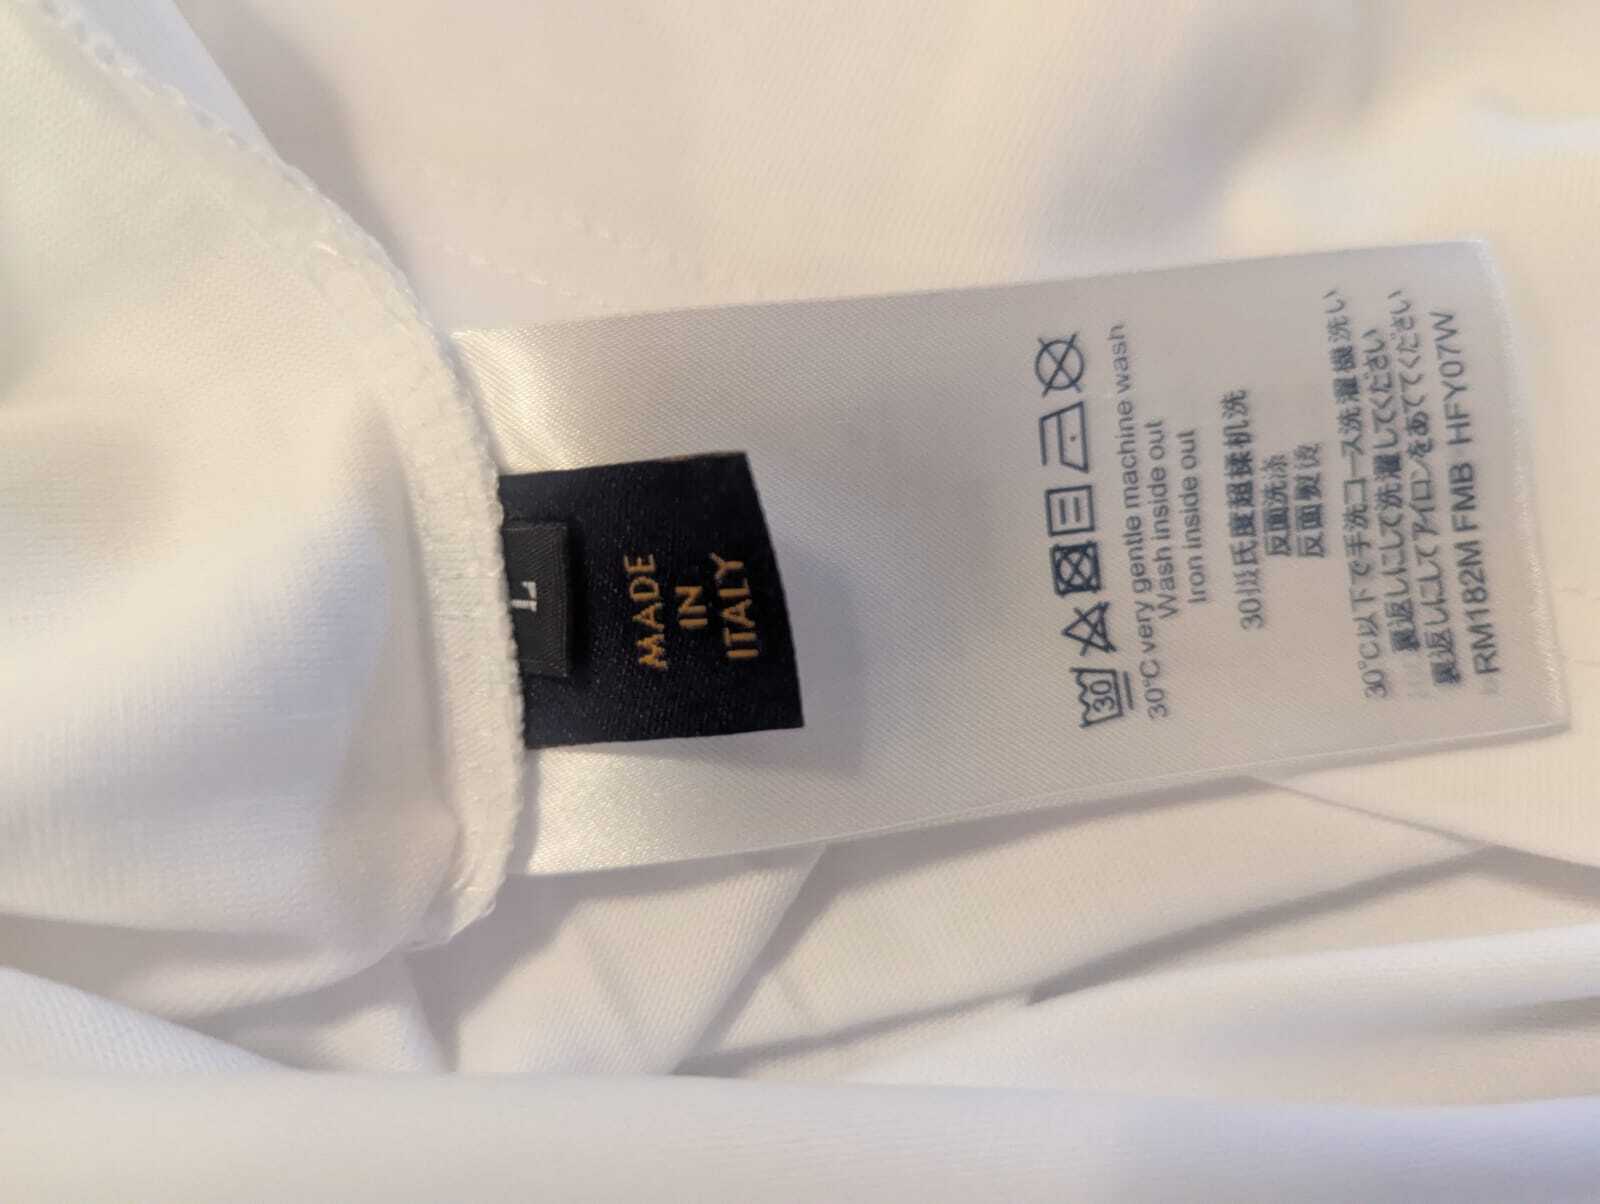 L
MADE
IN
ITALY
30
30°C very gentle machine wash
Wash inside out
Iron inside out
30摄氏度超揉机洗
反面洗涤
反面熨烫
30℃以下で手洗コース洗濯機洗い
裏返しにして洗濯してください
裏返しにしてアイロンをあててください
RM182M FMB HFY07W